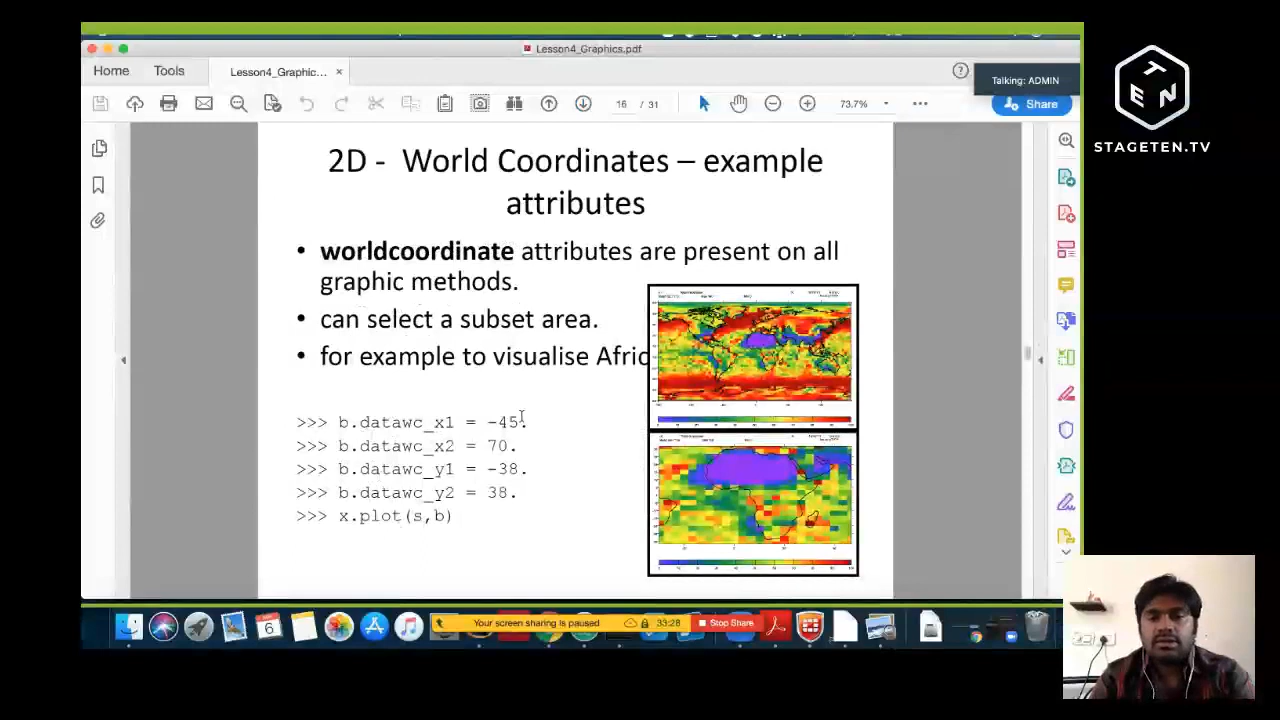 Lesson4_Graphics.pdf
Home
Tools
Lesson4_Graphic... ×
Talking: ADMIN
16 / 31
73.7%
Share
TEN
STAGETEN.TV
2D - World Coordinates – example
attributes
• worldcoordinate attributes are present on all
graphic methods.
• can select a subset area.
• for example to visualise Afric
>>> b.datawc_x1 = -45.
>>> b.datawc_x2 = 70.
>>> b.datawc_y1 = -38.
>>> b.datawc_y2 = 38.
>>> x.plot(s,b)
6
Your screen sharing is paused
33:28
Stop Share